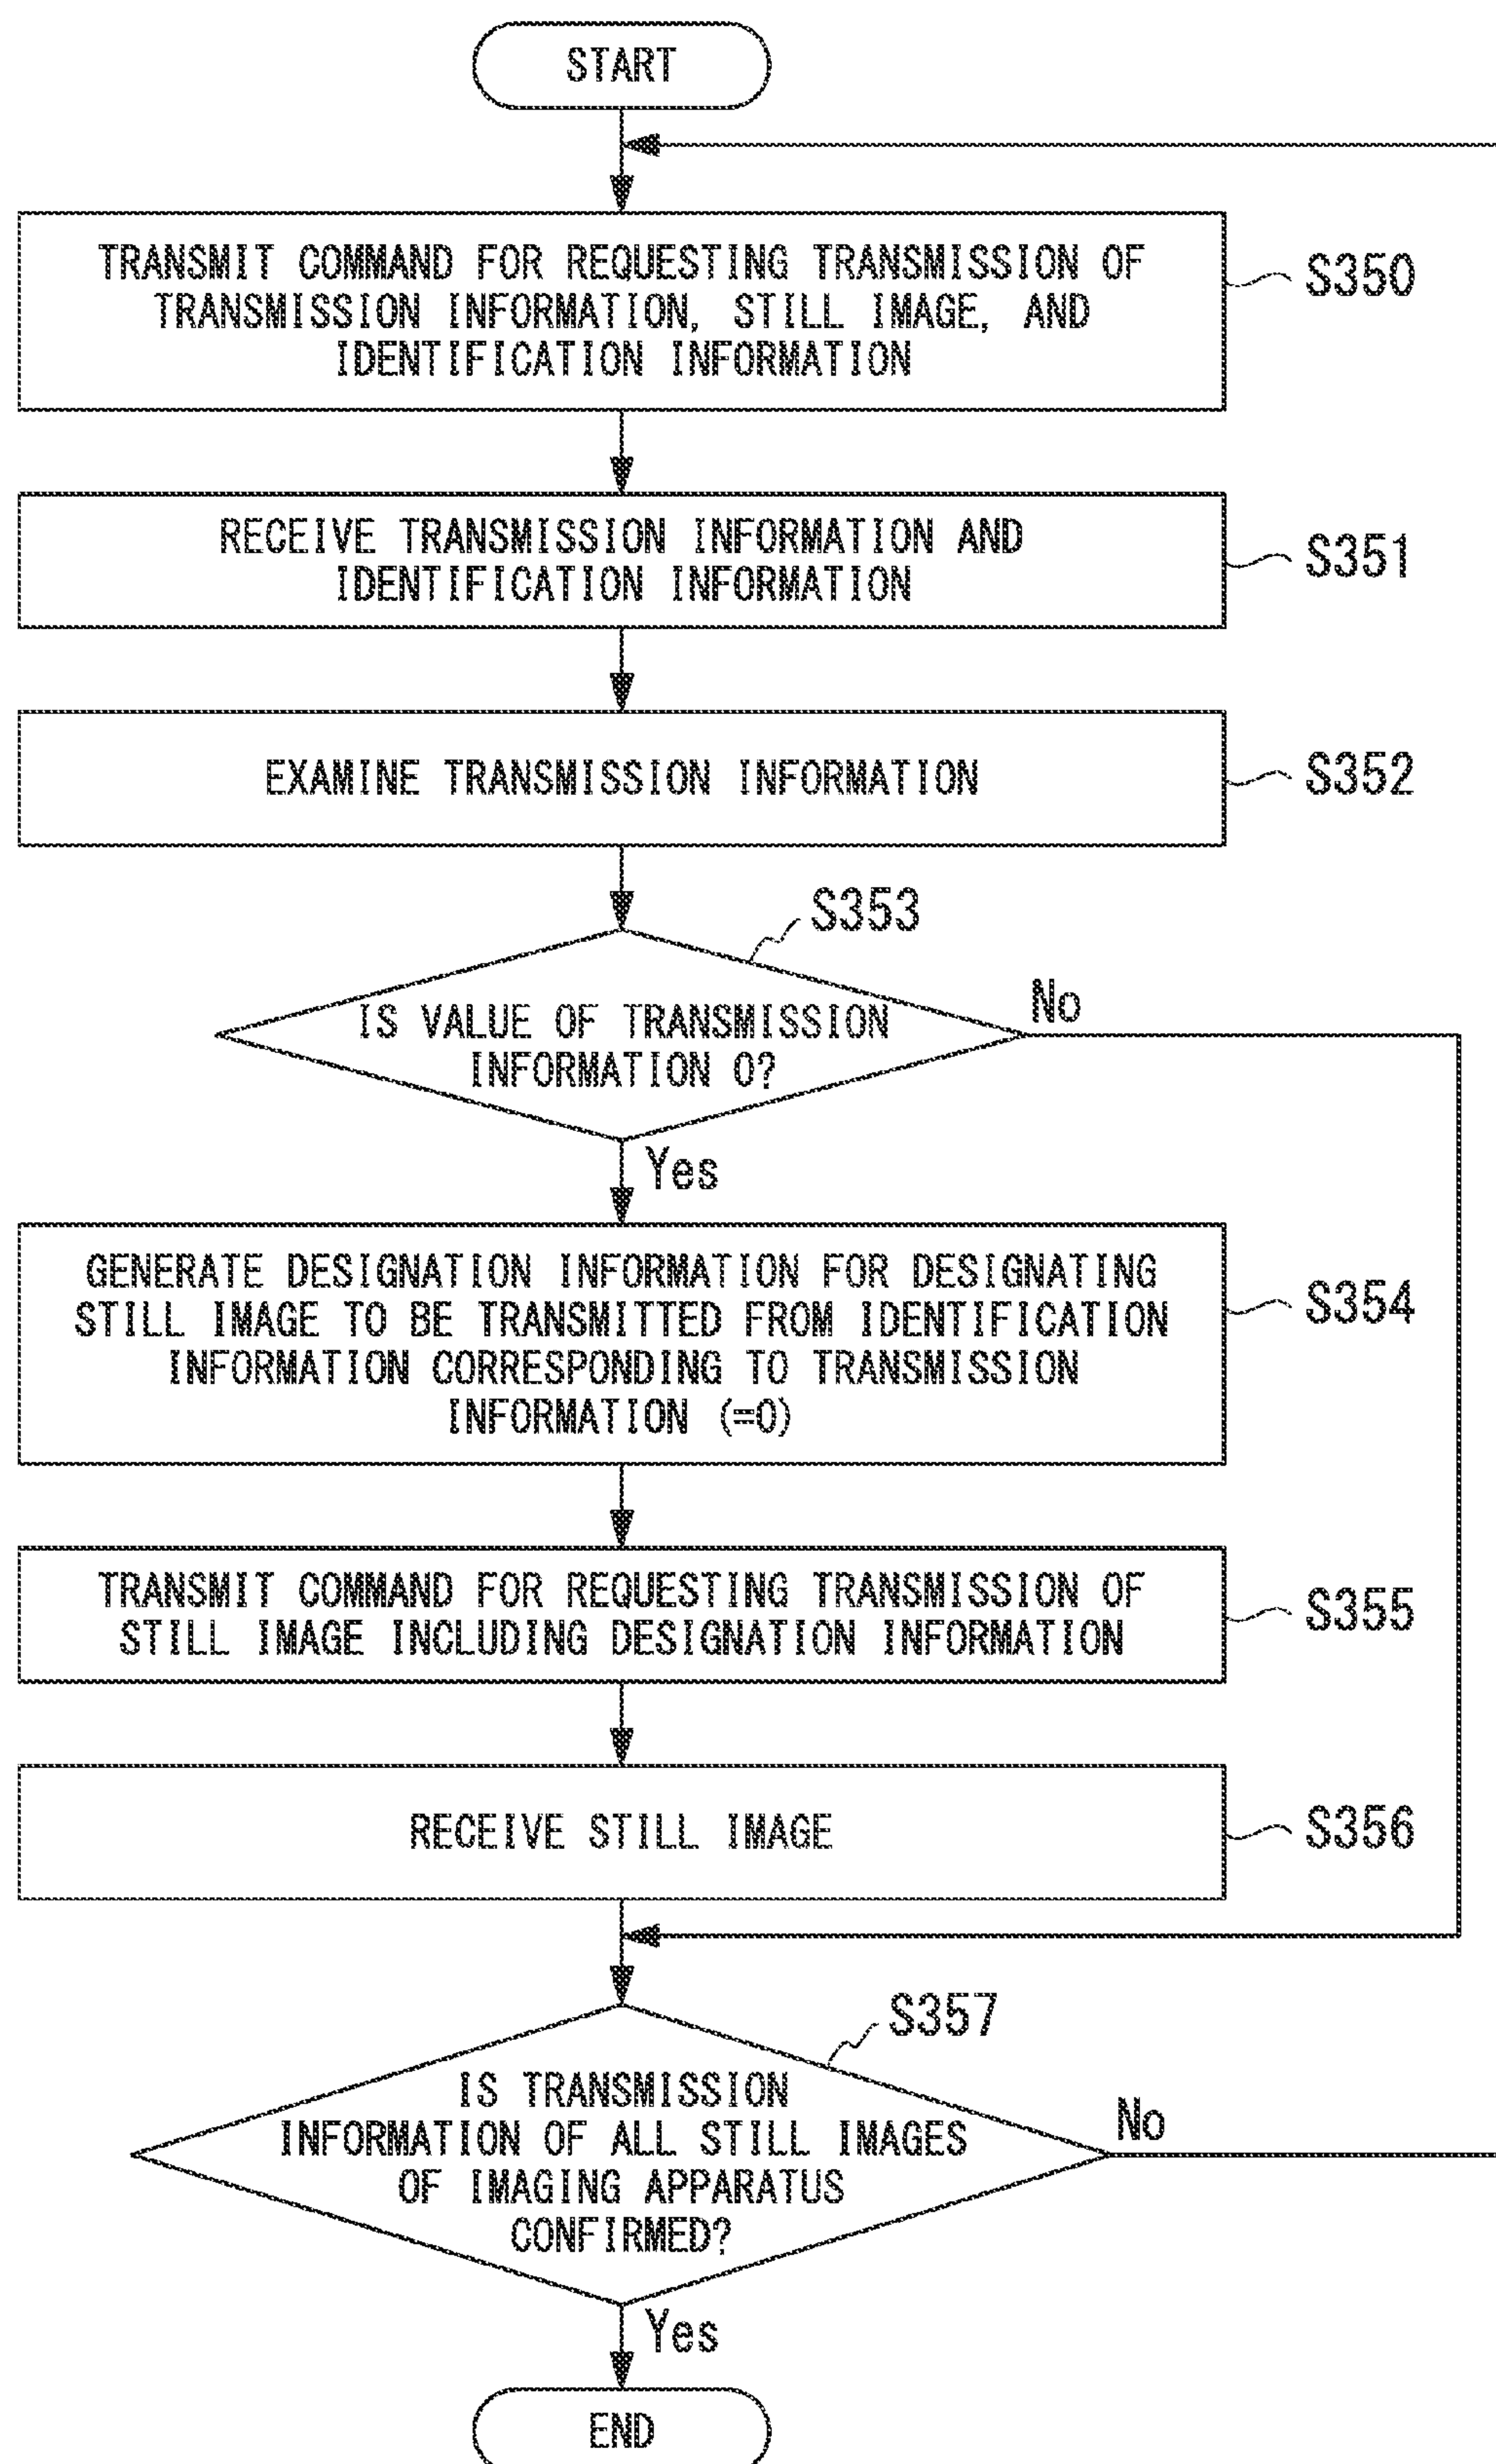 START
TRANSMIT COMMAND FOR REQUESTING TRANSMISSION OF
TRANSMISSION INFORMATION, STILL IMAGE, AND
IDENTIFICATION INFORMATION
S350
RECEIVE TRANSMISSION INFORMATION AND
IDENTIFICATION INFORMATION
S351
EXAMINE TRANSMISSION INFORMATION
S352
S353
IS VALUE OF TRANSMISSION
INFORMATION 0?
No
Yes
GENERATE DESIGNATION INFORMATION FOR DESIGNATING
STILL IMAGE TO BE TRANSMITTED FROM IDENTIFICATION
INFORMATION CORRESPONDING TO TRANSMISSION
INFORMATION (=0)
S354
TRANSMIT COMMAND FOR REQUESTING TRANSMISSION OF
STILL IMAGE INCLUDING DESIGNATION INFORMATION
S355
RECEIVE STILL IMAGE
S356
S357
IS TRANSMISSION
INFORMATION OF ALL STILL IMAGES
OF IMAGING APPARATUS
CONFIRMED?
No
Yes
END